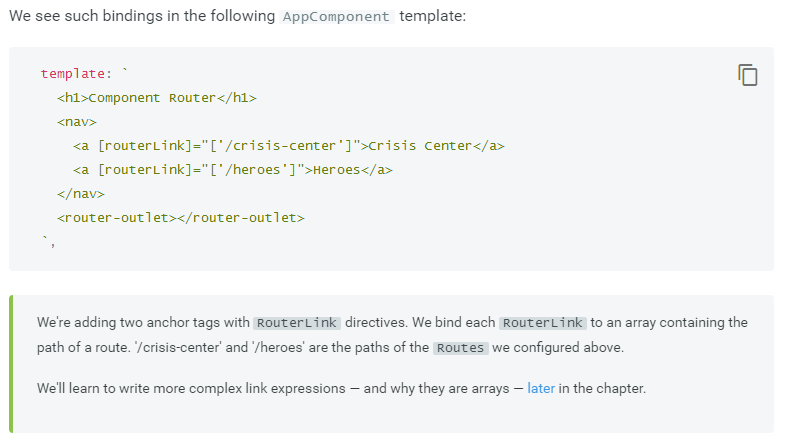 We see such bindings in the following AppComponent template:
template: `
<h1>Component Router</h1>
<nav>
<a [routerLink]="['/crisis-center']">Crisis Center</a>
<a [routerLink]="['/heroes']">Heroes</a>
</nav>
<router-outlet></router-outlet>
`,
We're adding two anchor tags with RouterLink directives. We bind each RouterLink to an array containing the
path of a route. '/crisis-center' and '/heroes' are the paths of the Routes we configured above.
We'll learn to write more complex link expressions — and why they are arrays — later in the chapter.